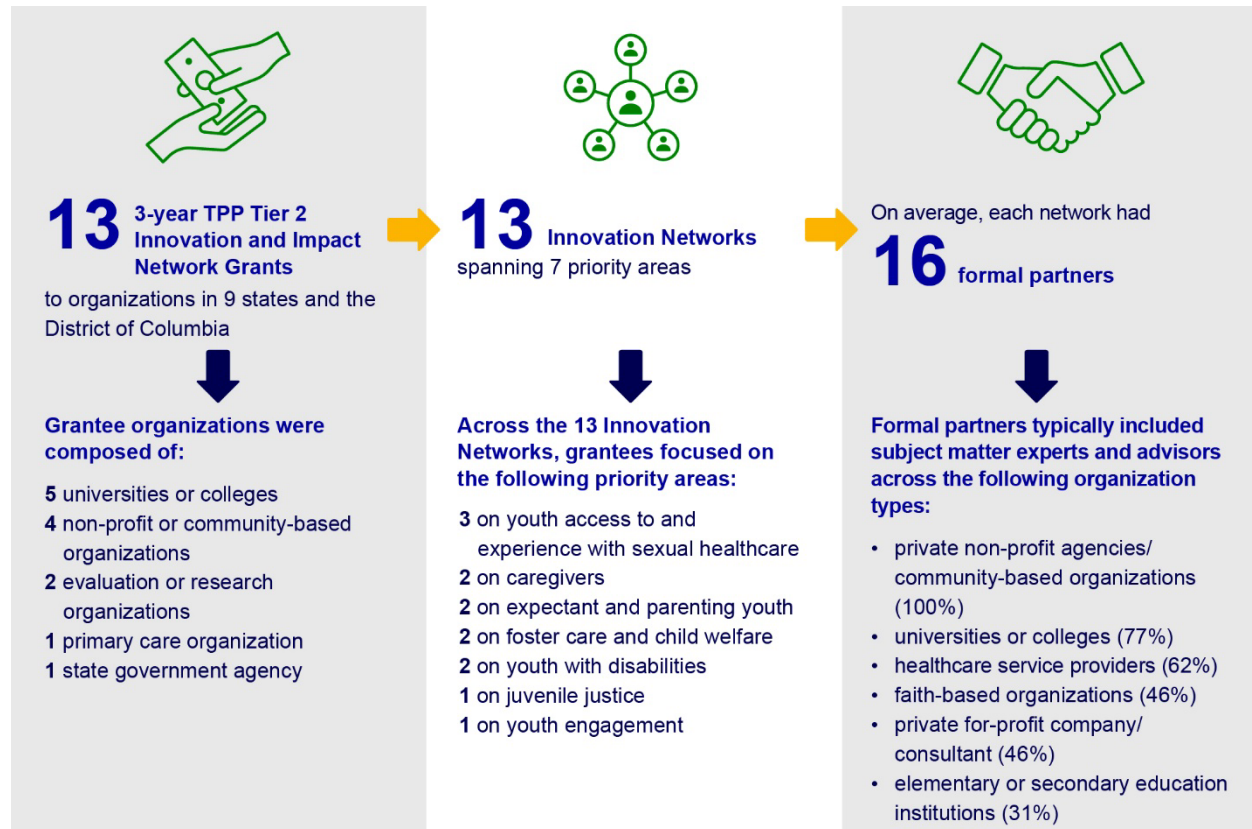 13 3-year TPP Tier 2
Innovation and Impact
Network Grants
to organizations in 9 states and the
District of Columbia
Grantee organizations were
composed of:
5 universities or colleges
4 non-profit or community-based
organizations
2 evaluation or research
organizations
1 primary care organization
1 state government agency
13 Innovation Networks
spanning 7 priority areas
Across the 13 Innovation
Networks, grantees focused on
the following priority areas:
3 on youth access to and
experience with sexual healthcare
2 on caregivers
2 on expectant and parenting youth
2 on foster care and child welfare
2 on youth with disabilities
1 on juvenile justice
1 on youth engagement
On average, each network had
16 formal partners
Formal partners typically included
subject matter experts and advisors
across the following organization
types:
• private non-profit agencies/
community-based organizations
(100%)
• universities or colleges (77%)
• healthcare service providers (62%)
• faith-based organizations (46%)
• private for-profit company/
consultant (46%)
• elementary or secondary education
institutions (31%)